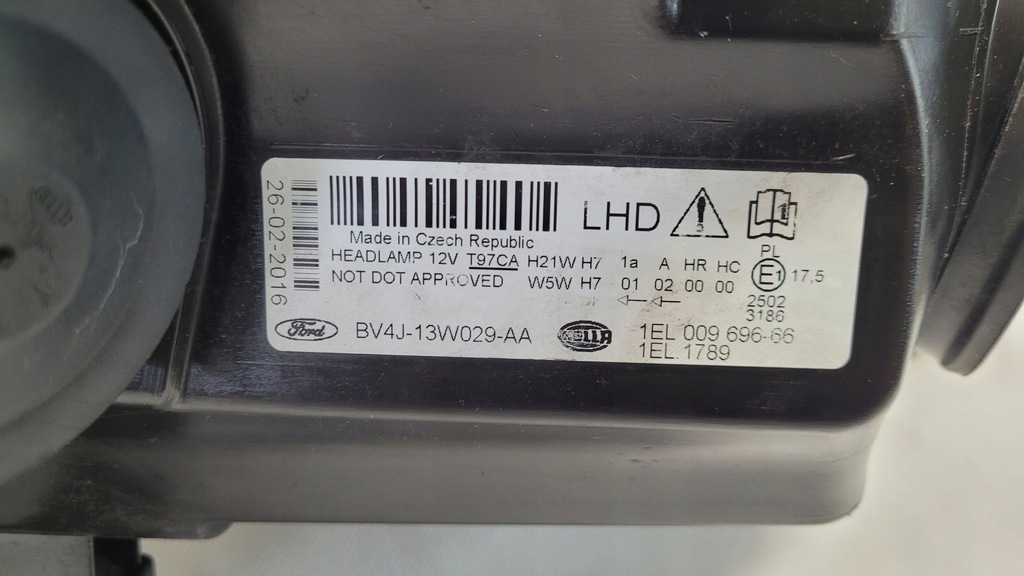 26-02-2016
Made in Czech Republic
LHD
HEADLAMP 12V T97CA H21W H7 1a A HR HC
NOT DOT APPROVED W5W H7 01 02 00 00
PL
E1 17,5
2502
3186
Ford BV4J-13W029-AA HELLA 1EL 009 696-66
1EL.1789